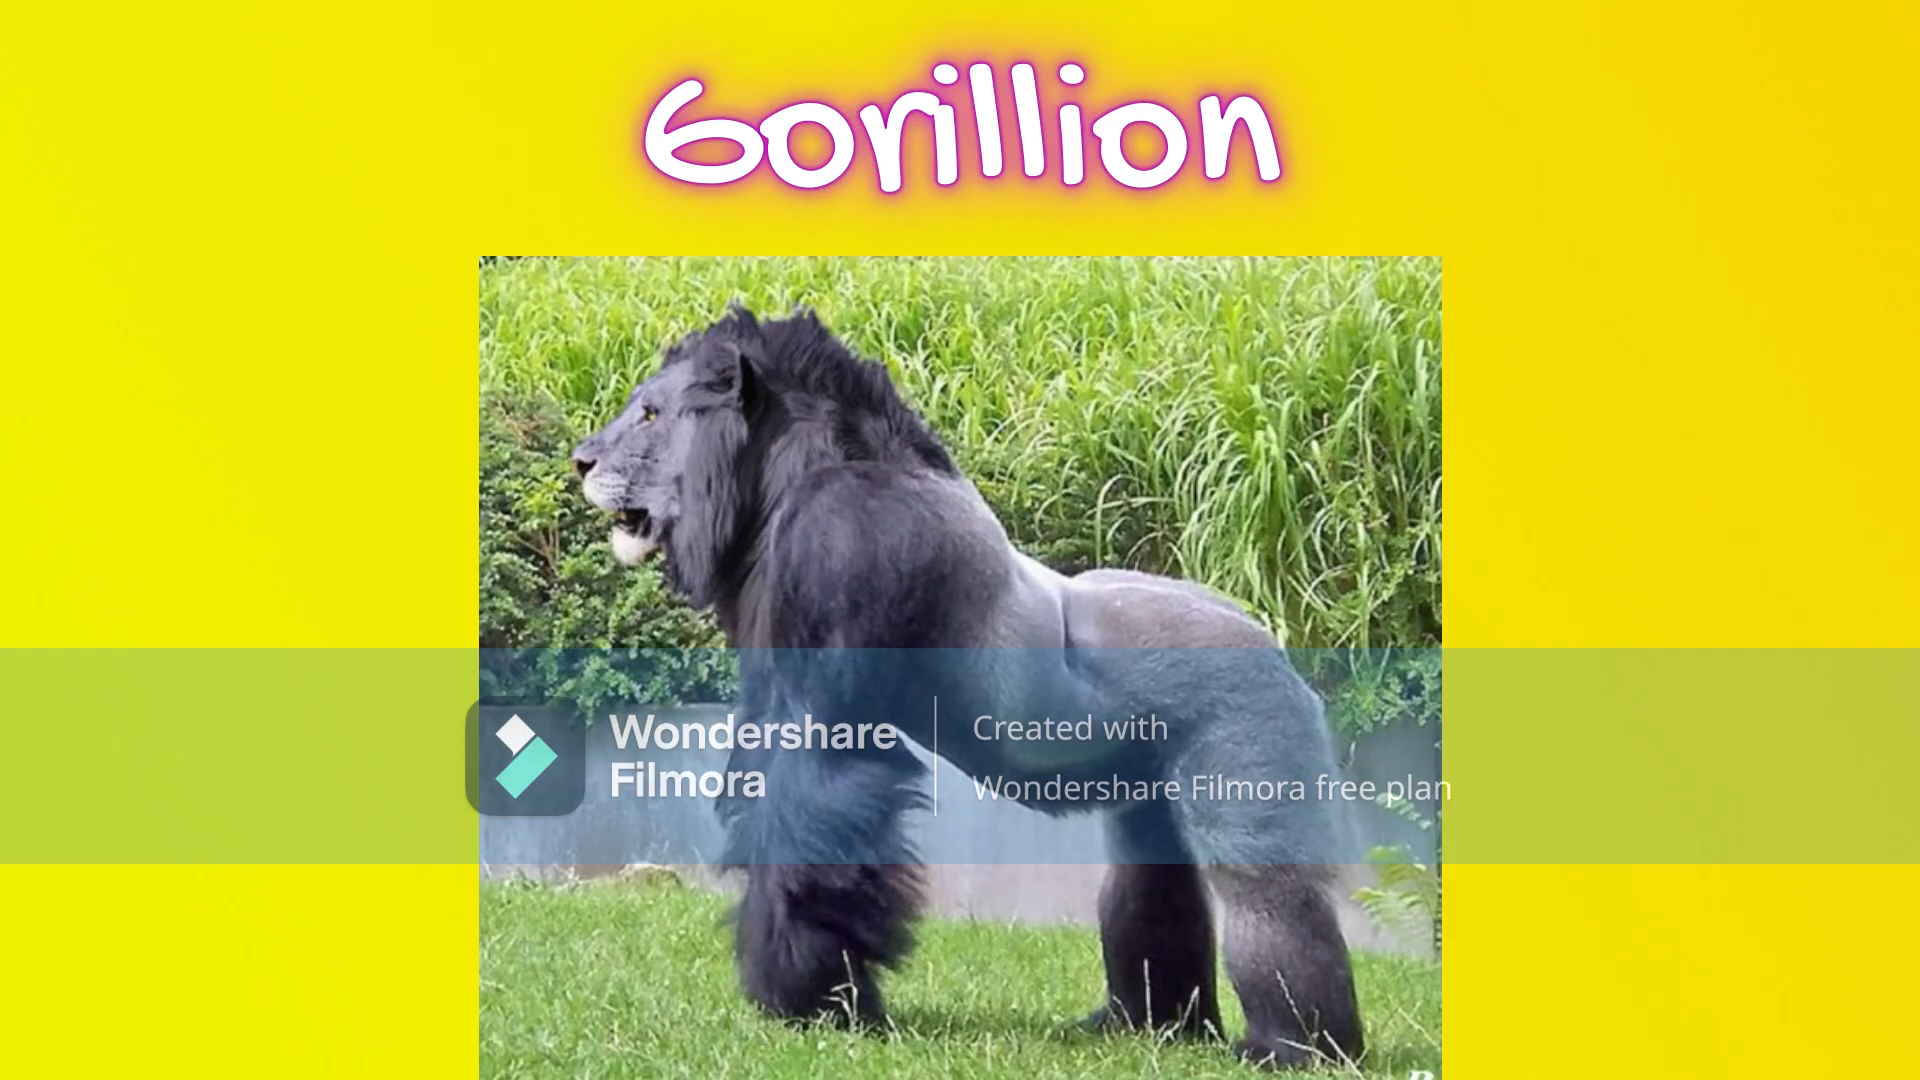 Gorillion
Wondershare
Filmora
Created with
Wondershare Filmora free plan